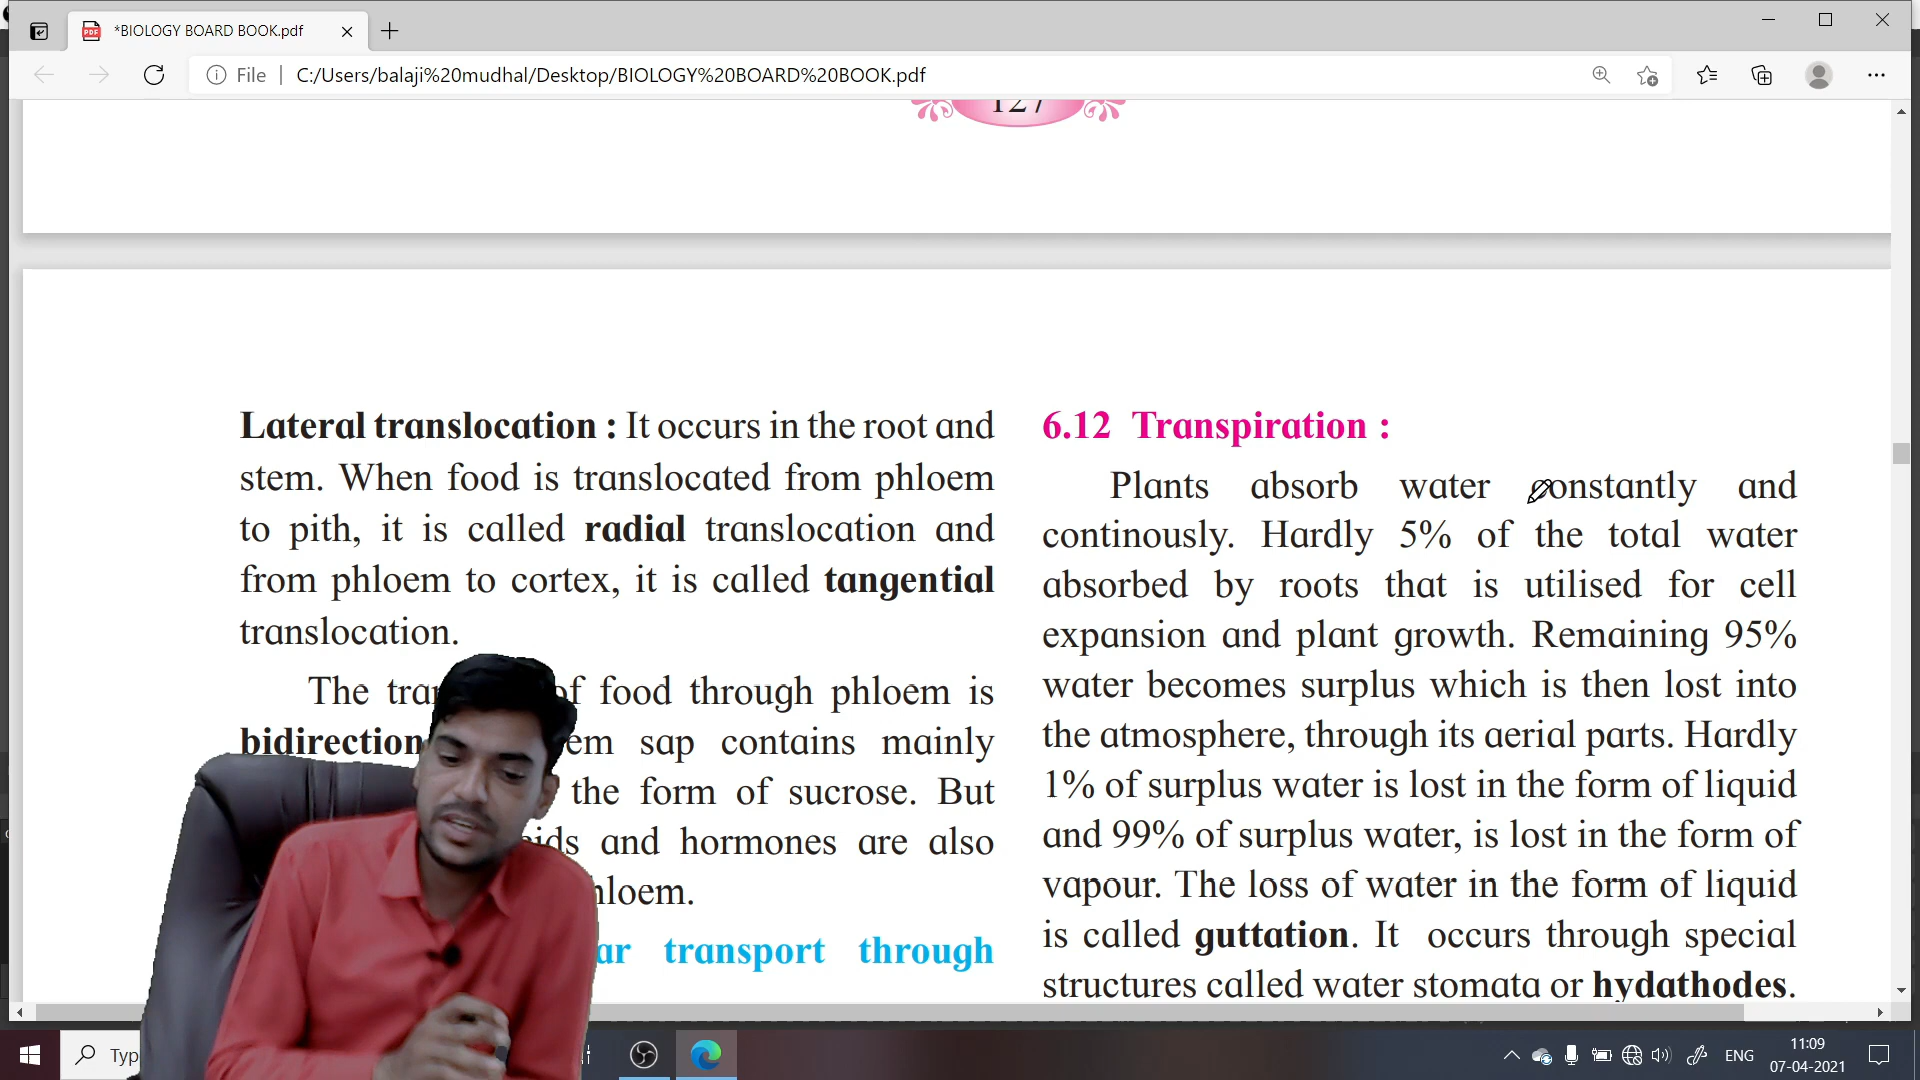 *BIOLOGY BOARD BOOK.pdf
File
C:/Users/balaji%20mudhal/Desktop/BIOLOGY%20BOARD%20BOOK.pdf
127
Lateral translocation : It occurs in the root and
stem. When food is translocated from phloem
to pith, it is called radial translocation and
from phloem to cortex, it is called tangential
translocation.
The of food through phloem is
sap contains mainly
the form of sucrose. But
and hormones are also
transport through
6.12 Transpiration :
Plants absorb water constantly and
continously. Hardly 5% of the total water
absorbed by roots that is utilised for cell
expansion and plant growth. Remaining 95%
water becomes surplus which is then lost into
the atmosphere, through its aerial parts. Hardly
1% of surplus water is lost in the form of liquid
and 99% of surplus water, is lost in the form of
vapour. The loss of water in the form of liquid
is called guttation. It occurs through special
structures called water stomata or hydathodes.
ENG
11:09
07-04-2021